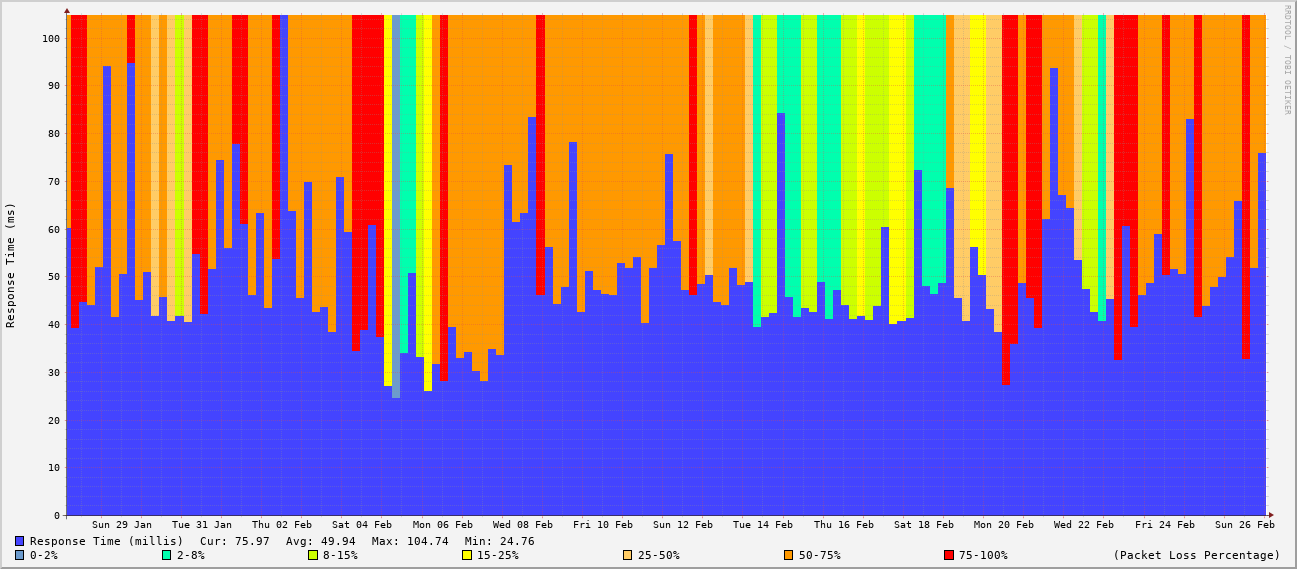 RRDTOOL / TOBI OETIKER
Response Time (ms)
100
90
80
70
60
50
40
30
20
10
0
Sun 29 Jan Tue 31 Jan Thu 02 Feb Sat 04 Feb Mon 06 Feb Wed 08 Feb Fri 10 Feb Sun 12 Feb Tue 14 Feb Thu 16 Feb Sat 18 Feb Mon 20 Feb Wed 22 Feb Fri 24 Feb Sun 26 Feb
Response Time (millis) Cur: 75.97 Avg: 49.94 Max: 104.74 Min: 24.76
0-2% 2-8% 8-15% 15-25% 25-50% 50-75% 75-100% (Packet Loss Percentage)